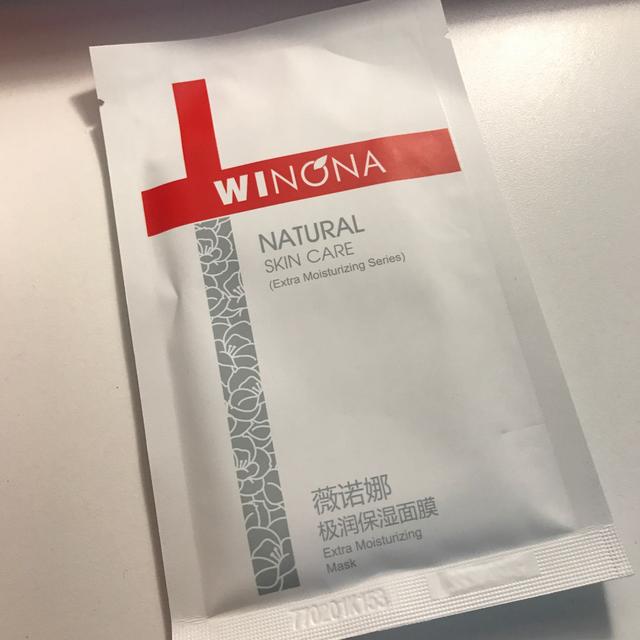 WINONA
NATURAL
SKIN CARE
(Extra Moisturizing Series)
薇诺娜
极润保湿面膜
Extra Moisturizing
Mask